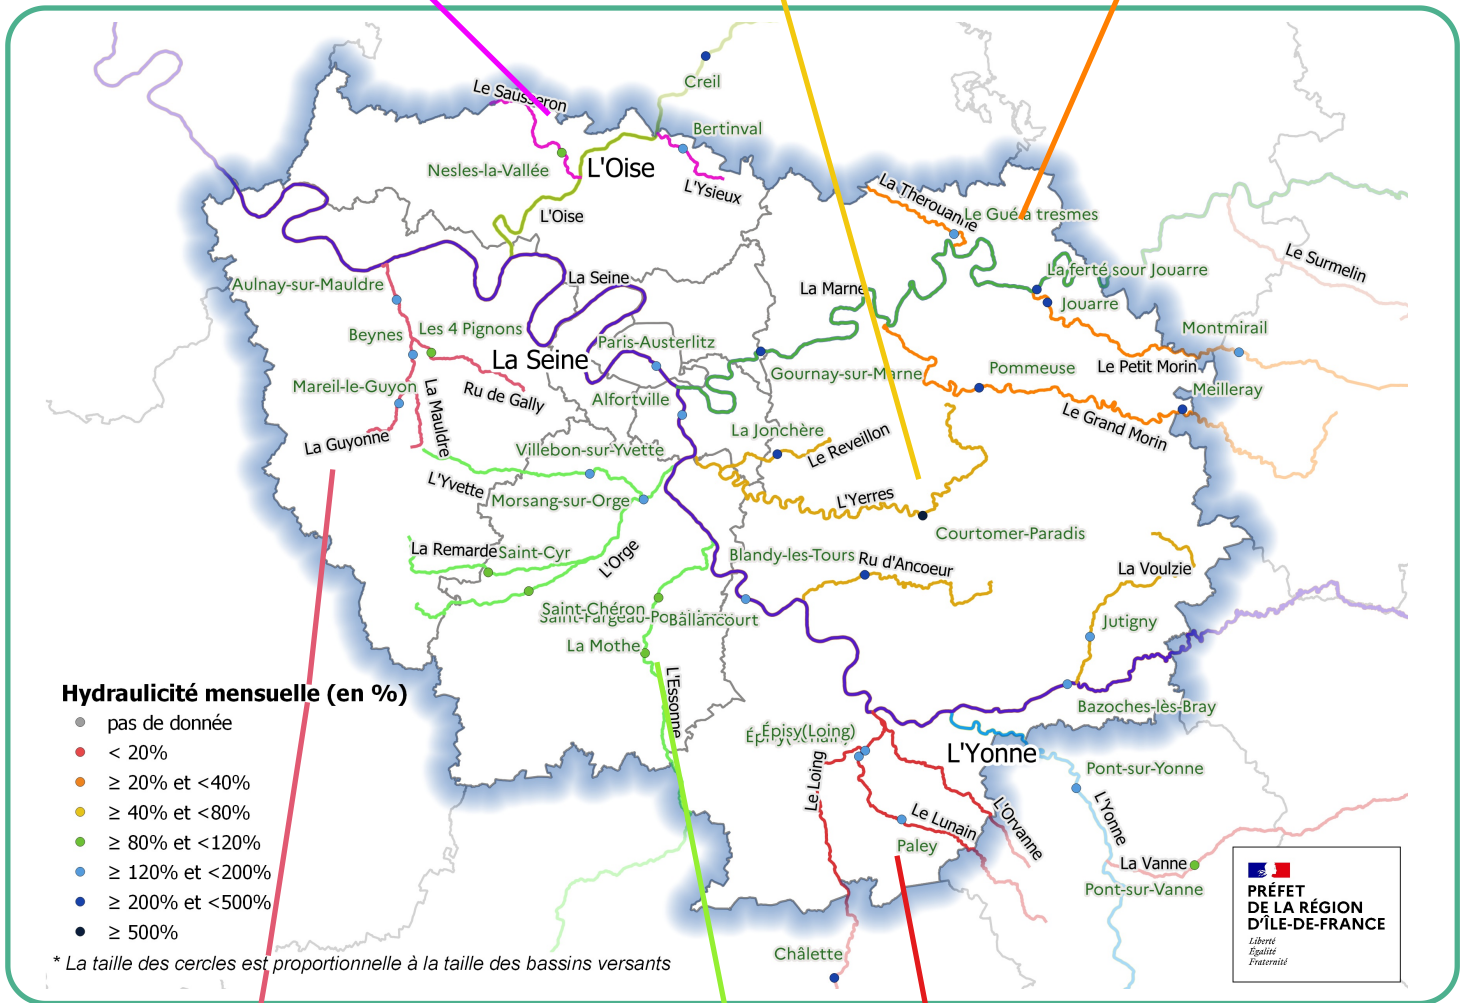 Creil
Le Sausseron
Bertinval
Nesles-la-Vallée
L'Oise
L'Ysieux
La Therouanne
Le Gué a tresmes
L'Oise
Le Surmelin
La ferté sour Jouarre
La Seine
Aulnay-sur-Mauldre
La Marne
Jouarre
Les 4 Pignons
Montmirail
Beynes
Paris-Austerlitz
La Seine
Le Petit Morin
Pommeuse
Gournay-sur-Marne
Mareil-le-Guyon
Meilleray
Ru de Gally
Alfortville
La Mauldre
Le Grand Morin
La Jonchère
La Guyonne
Le Reveillon
Villebon-sur-Yvette
L'Yvette
Morsang-sur-Orge
L'Yerres
Courtomer-Paradis
La Remarde
Saint-Cyr
L'Orge
Blandy-les-Tours
Ru d'Ancoeur
La Voulzie
Saint-Chéron
Ballancourt
Jutigny
La Mothe
L'Essonne
Bazoches-lès-Bray
Épisy(Loing)
L'Yonne
Pont-sur-Yonne
Le Loing
Le Lunain
L'Orvanne
L'Yonne
Paley
La Vanne
Pont-sur-Vanne
Châlette
Hydraulicité mensuelle (en %)
pas de donnée
< 20%
≥ 20% et <40%
≥ 40% et <80%
≥ 80% et <120%
≥ 120% et <200%
≥ 200% et <500%
≥ 500%
* La taille des cercles est proportionnelle à la taille des bassins versants
PRÉFET
DE LA RÉGION
D'ÎLE-DE-FRANCE
Liberté
Égalité
Fraternité